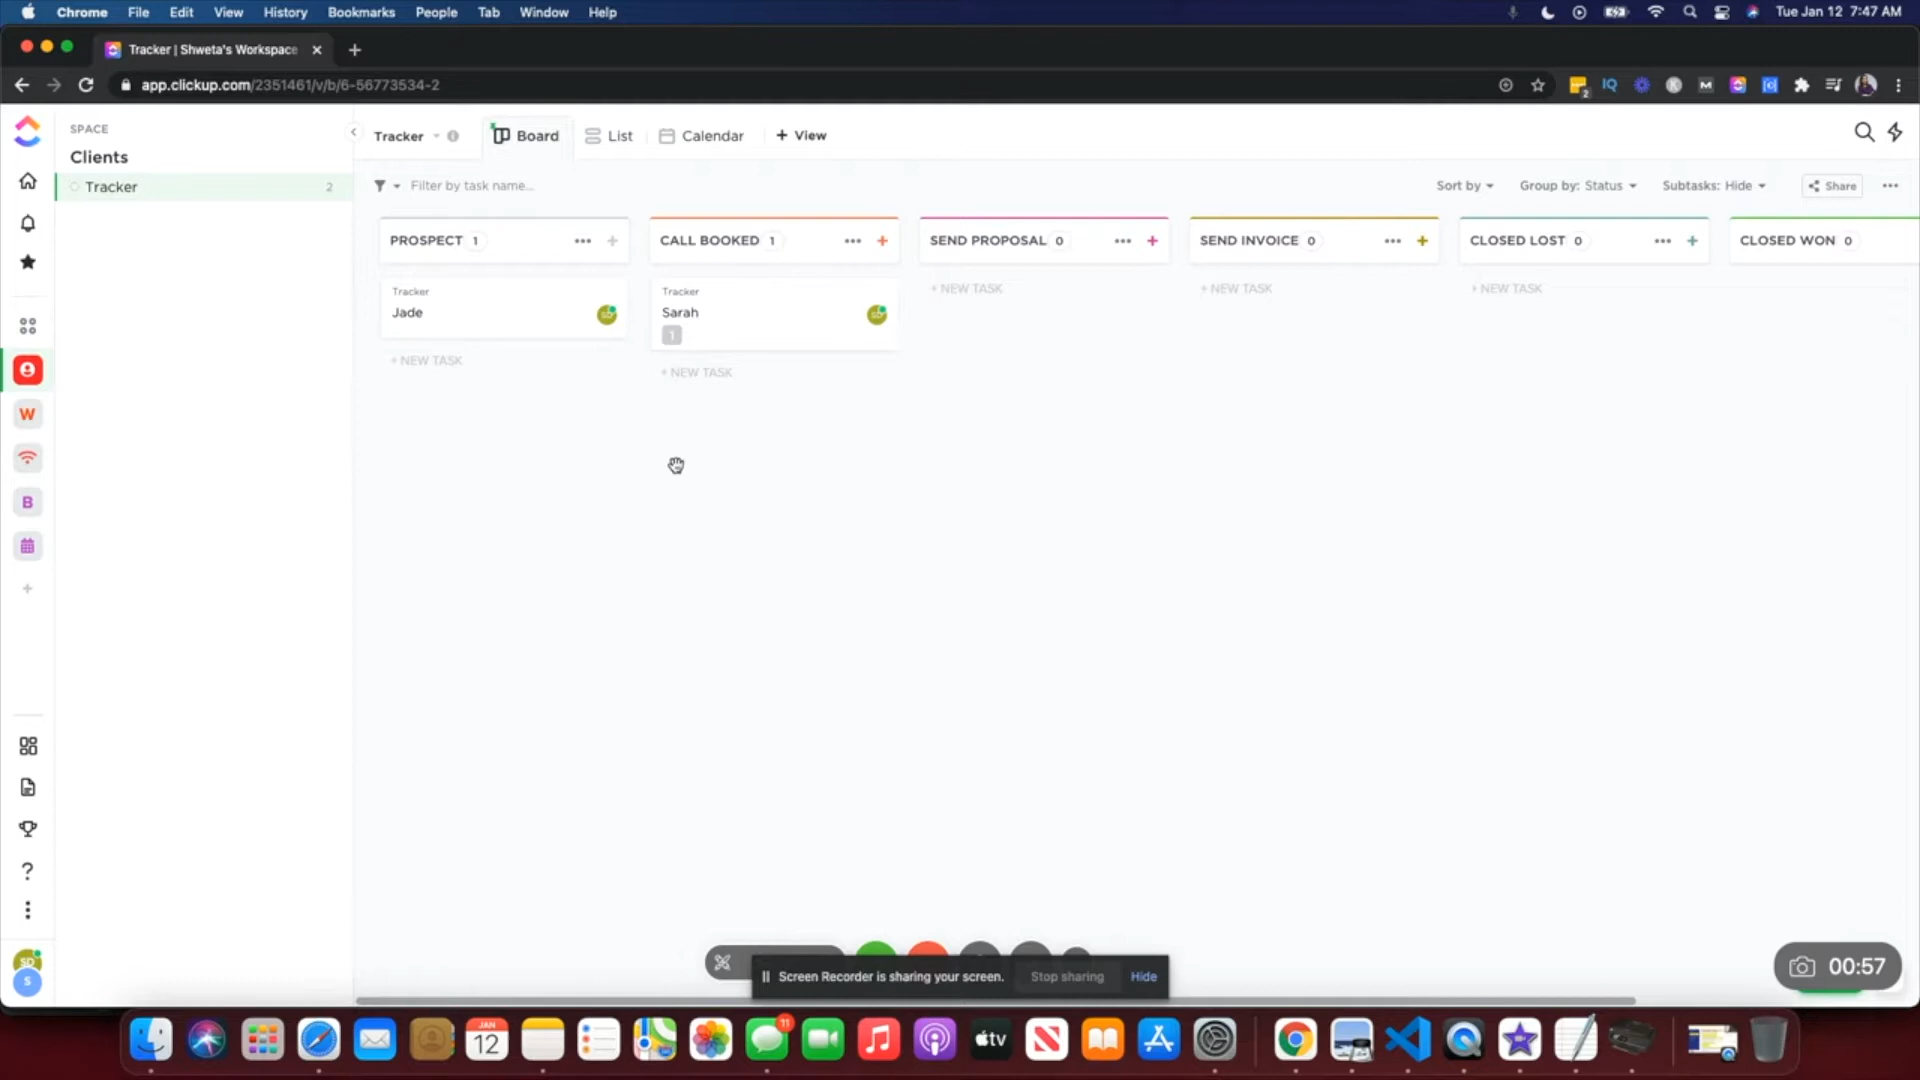 Chrome File Edit View History Bookmarks People Tab Window Help Tue Jan 12 7:47 AM
Tracker | Shweta's Workspace
app.clickup.com/2351461/v/b/6-56773534-2
SPACE
Clients
Tracker 2
Tracker Board List Calendar + View
Filter by task name...
Sort by Group by: Status Subtasks: Hide Share
PROSPECT 1 CALL BOOKED 1 SEND PROPOSAL 0 SEND INVOICE 0 CLOSED LOST 0 CLOSED WON 0
Tracker
Jade
+ NEW TASK
Tracker
Sarah
1
+ NEW TASK
+ NEW TASK
+ NEW TASK
+ NEW TASK
W
B
?
SD
S
Screen Recorder is sharing your screen. Stop sharing Hide
00:57
11
JAN
12
tv